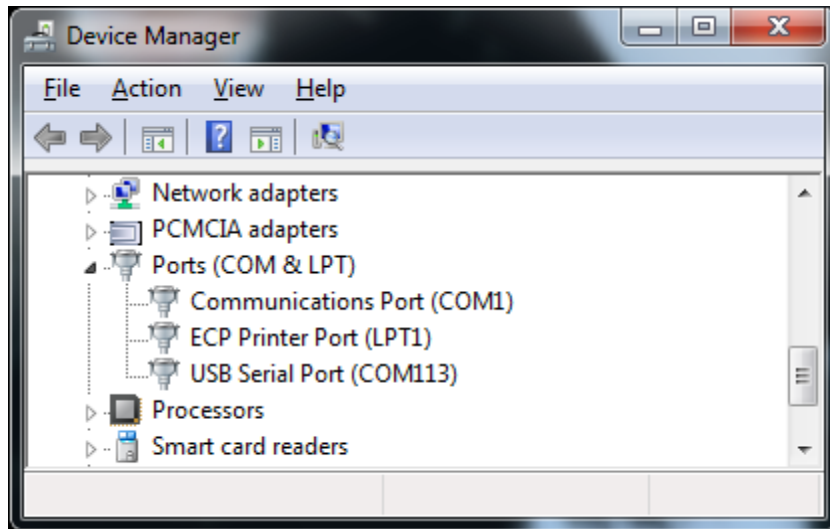 Device Manager
File Action View Help
Network adapters
PCMCIA adapters
Ports (COM & LPT)
Communications Port (COM1)
ECP Printer Port (LPT1)
USB Serial Port (COM113)
Processors
Smart card readers